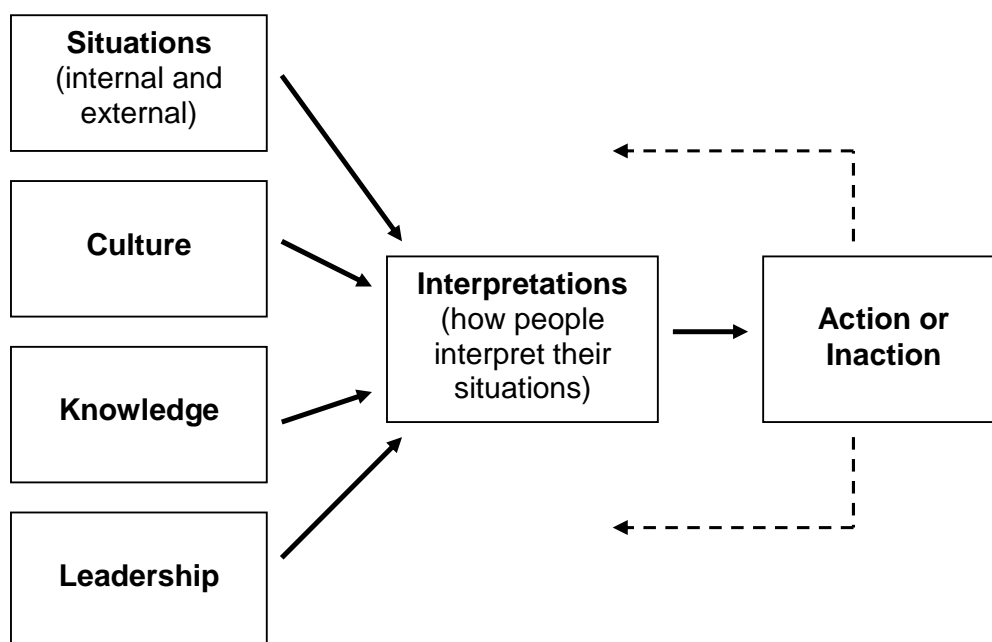 Situations
(internal and
external)
Culture
Knowledge
Leadership
Interpretations
(how people
interpret their
situations)
Action or
Inaction